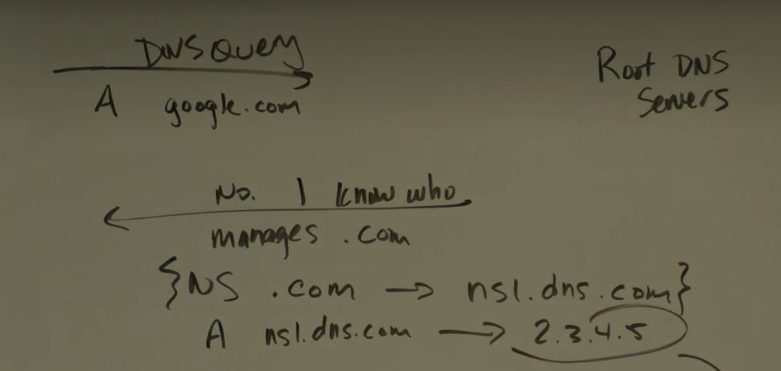 DNS Query
Root DNS
Servers
A google.com
No. I know who
manages .com
{NS .com → ns1.dns.com}
A ns1.dns.com → 2.3.4.5